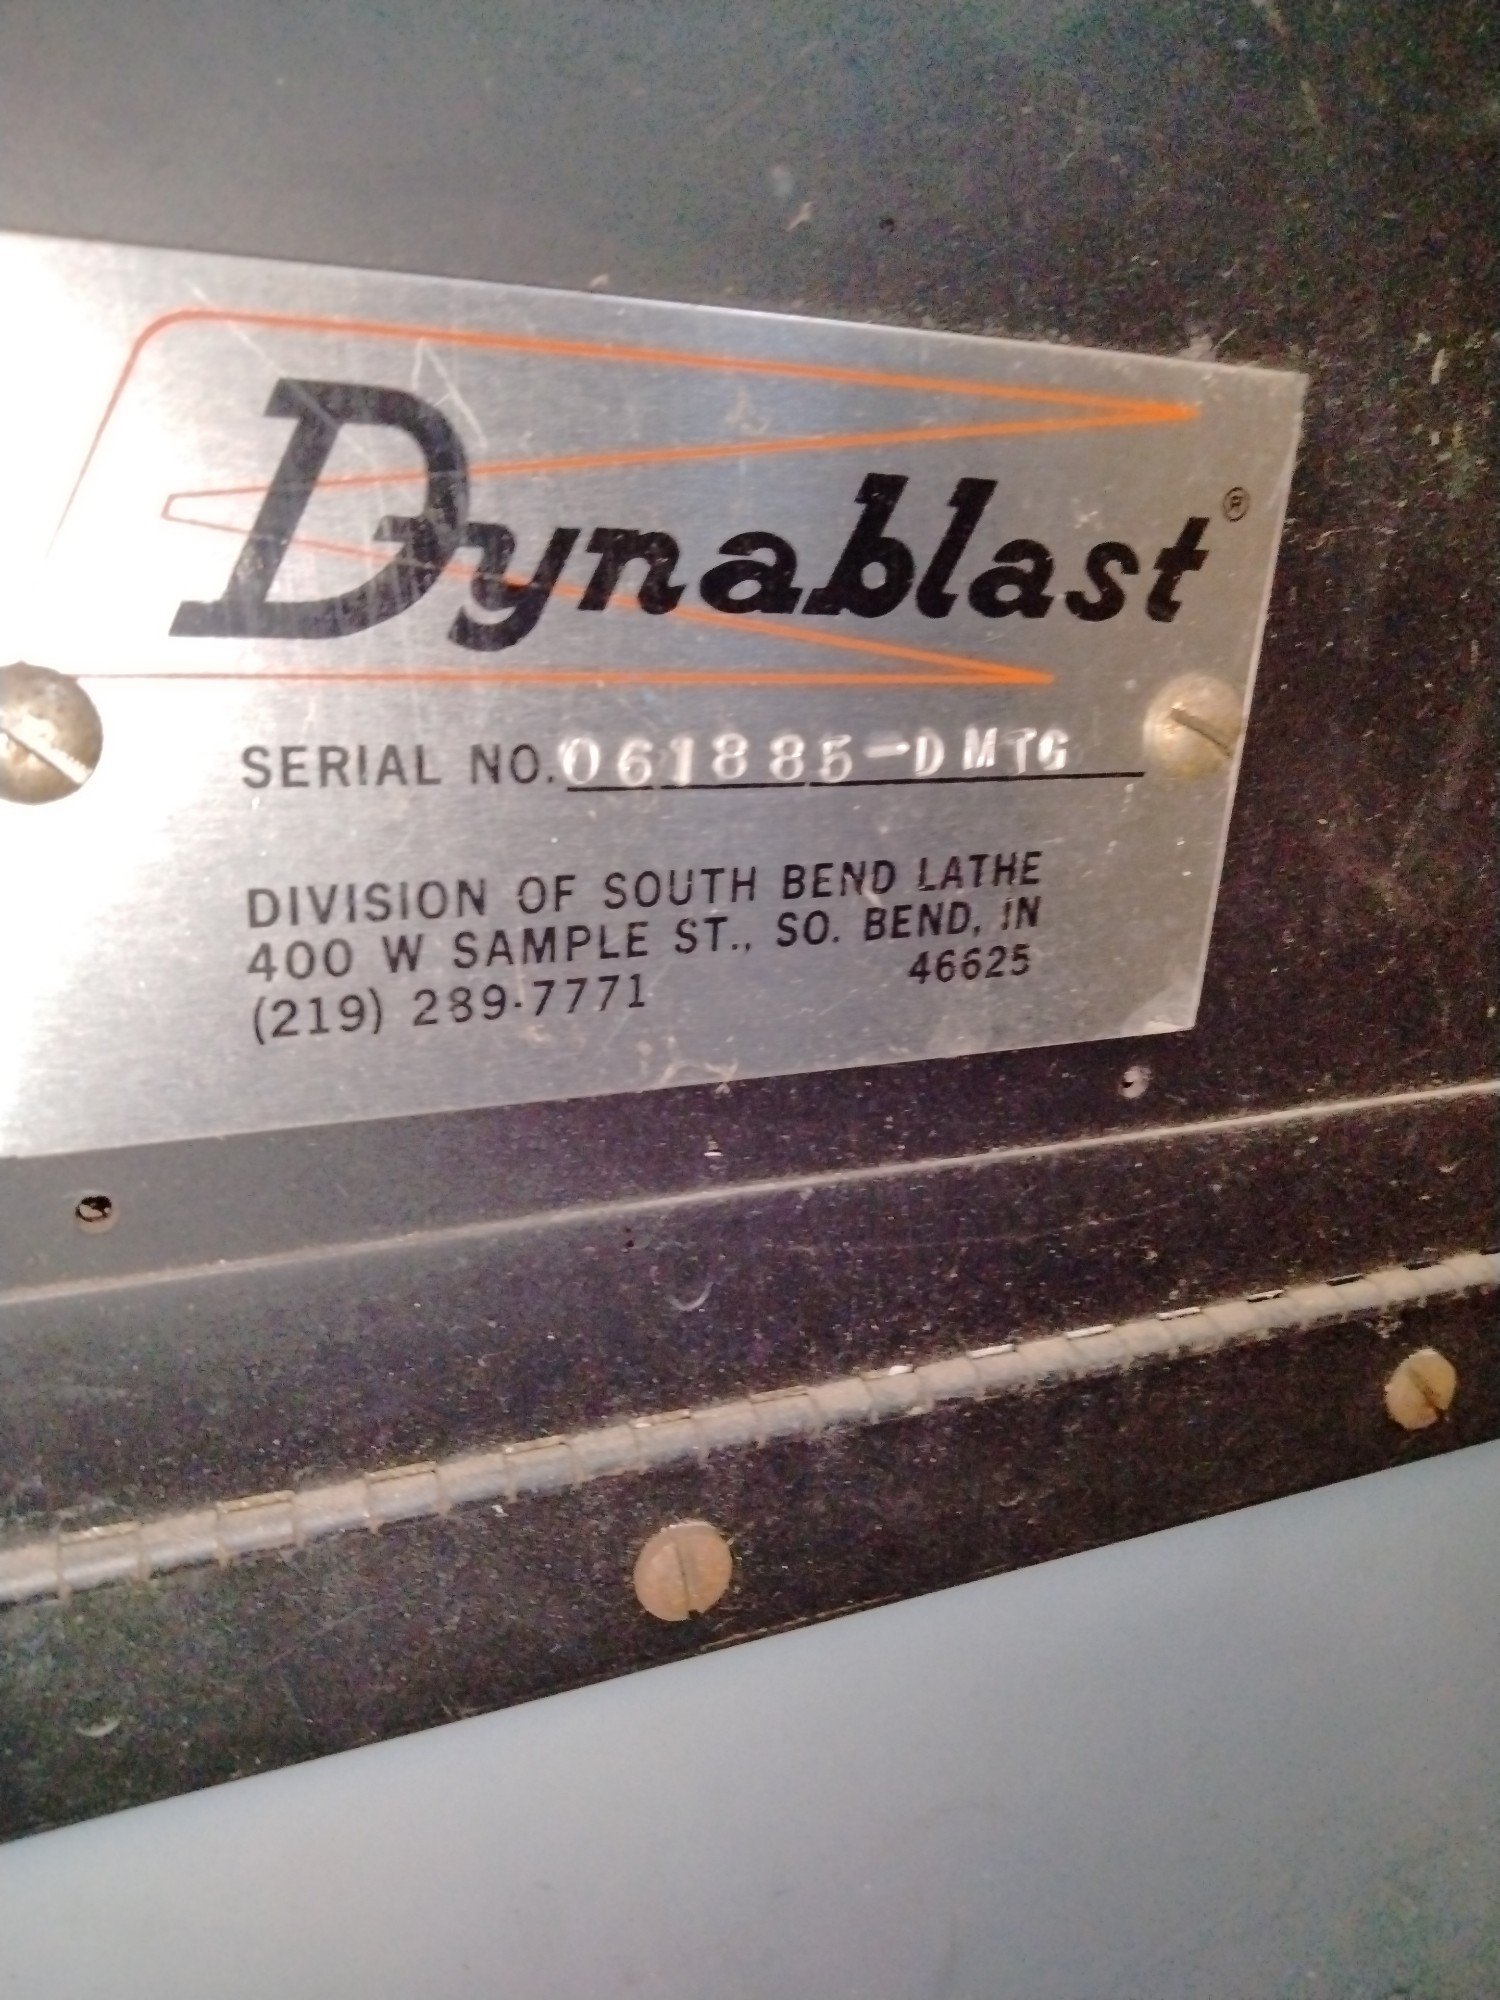 Dynablast®
SERIAL NO. 061885-DMTG
DIVISION OF SOUTH BEND LATHE
400 W SAMPLE ST., SO. BEND, IN
46625
(219) 289-7771